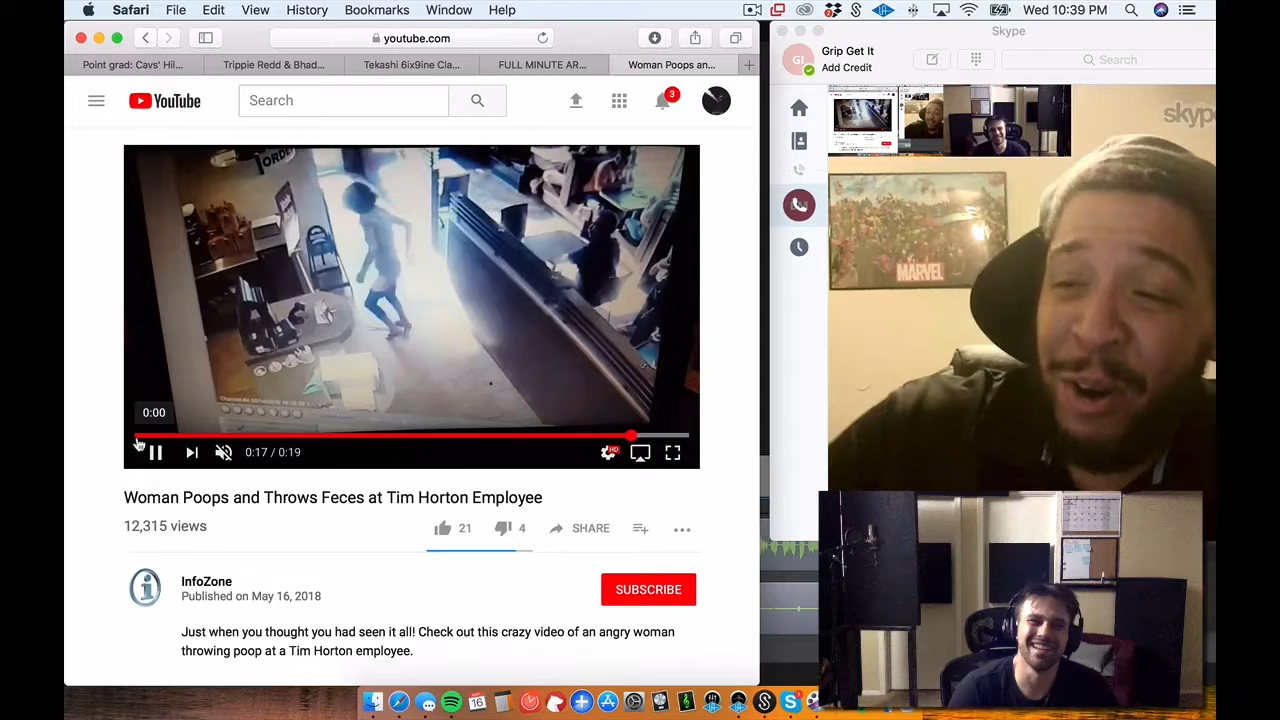 Safari File Edit View History Bookmarks Window Help
Wed 10:39 PM
youtube.com
Point grad: Cavs' Hil...
Trippie Redd & Bhad...
Tekashi 6ix9ine Cla...
FULL MINUTE AR...
Woman Poops an...
YouTube
Search
3
0:00
0:17 / 0:19
HD
Woman Poops and Throws Feces at Tim Horton Employee
12,315 views
21
4
SHARE
InfoZone
Published on May 16, 2018
SUBSCRIBE
Just when you thought you had seen it all! Check out this crazy video of an angry woman
throwing poop at a Tim Horton employee.
Skype
GI
Grip Get It
Add Credit
Search
skyp
MARVEL
16